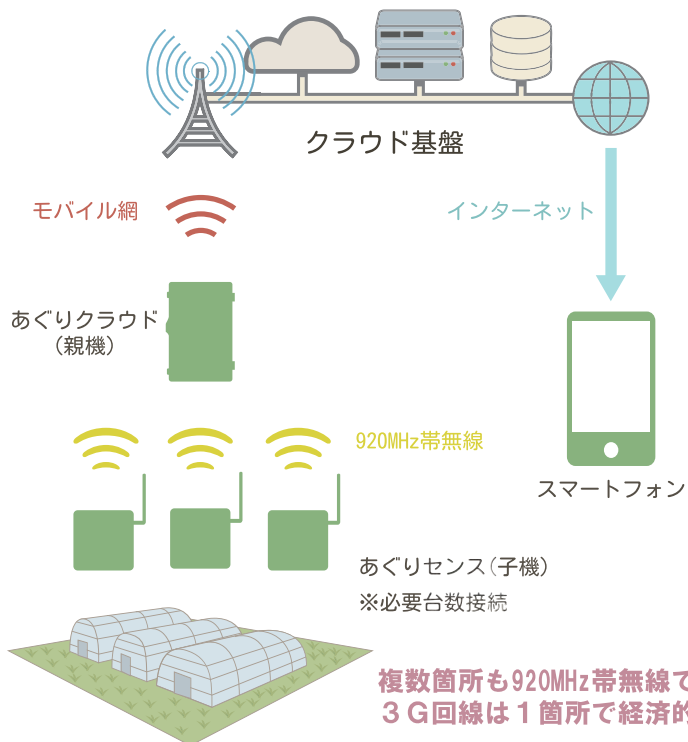 クラウド基盤
モバイル網
インターネット
あぐりクラウド
(親機)
920MHz帯無線
スマートフォン
あぐりセンス(子機)
※必要台数接続
複数箇所も920MHz帯無線で
３G回線は１箇所で経済的